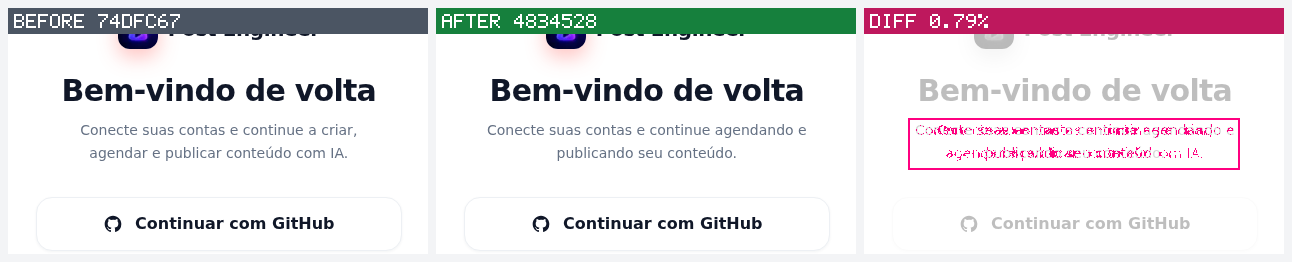 BEFORE 74DFC67
Bem-vindo de volta
Conecte suas contas e continue a criar,
agendar e publicar conteúdo com IA.
Continuar com GitHub
AFTER 4834528
Bem-vindo de volta
Conecte suas contas e continue agendando e
publicando seu conteúdo.
Continuar com GitHub
DIFF 0.79%
Bem-vindo de volta
Continuar com GitHub